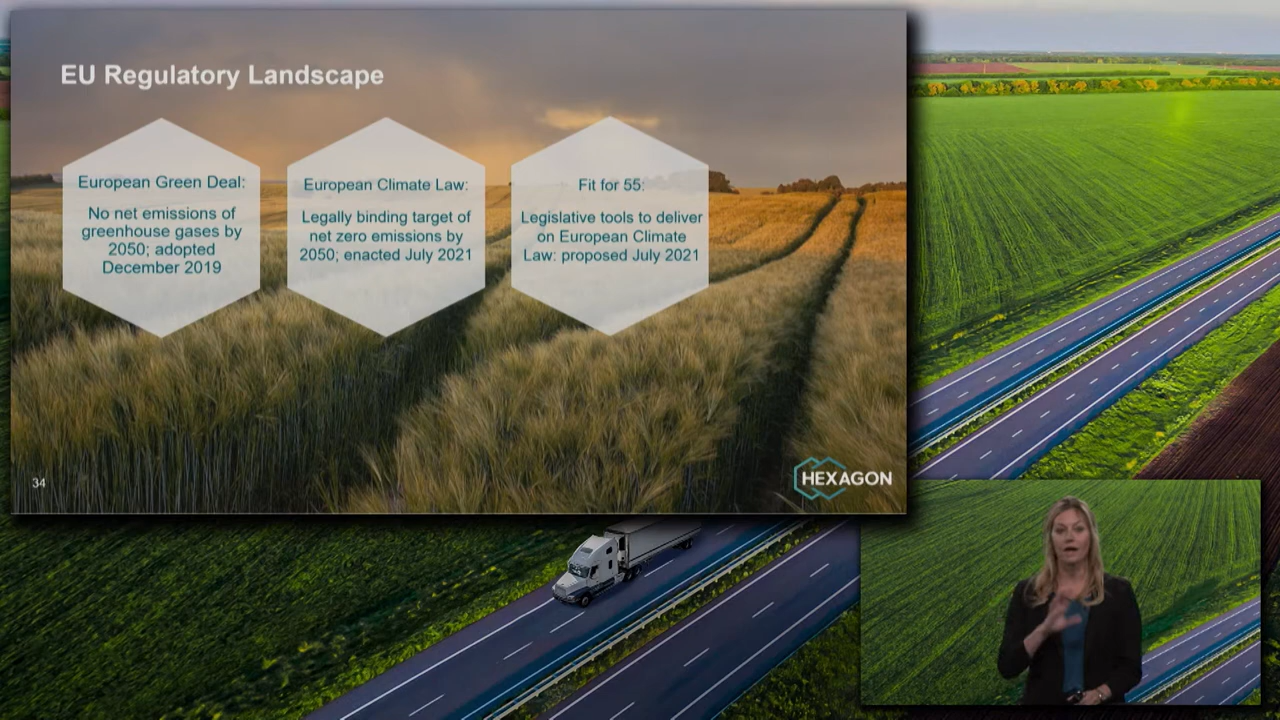 EU Regulatory Landscape
European Green Deal:
No net emissions of
greenhouse gases by
2050; adopted
December 2019
European Climate Law:
Legally binding target of
net zero emissions by
2050; enacted July 2021
Fit for 55:
Legislative tools to deliver
on European Climate
Law: proposed July 2021
34
HEXAGON